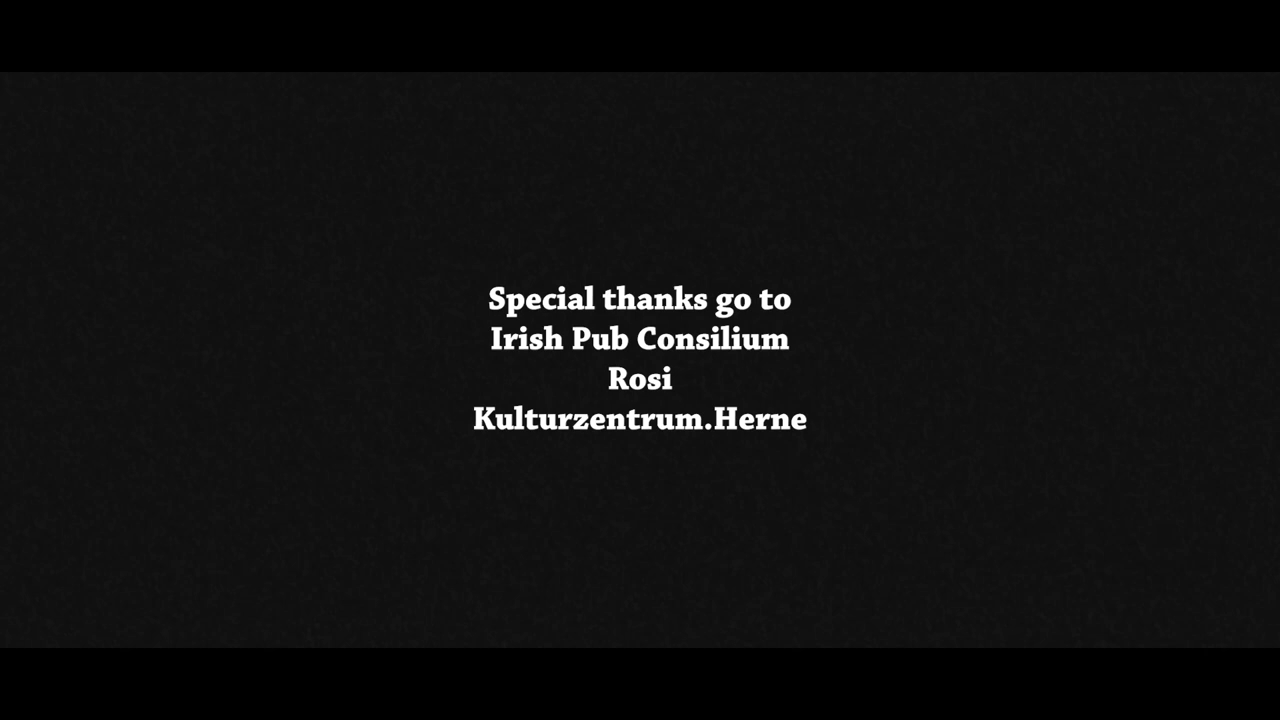 Special thanks go to
Irish Pub Consilium
Rosi
Kulturzentrum.Herne